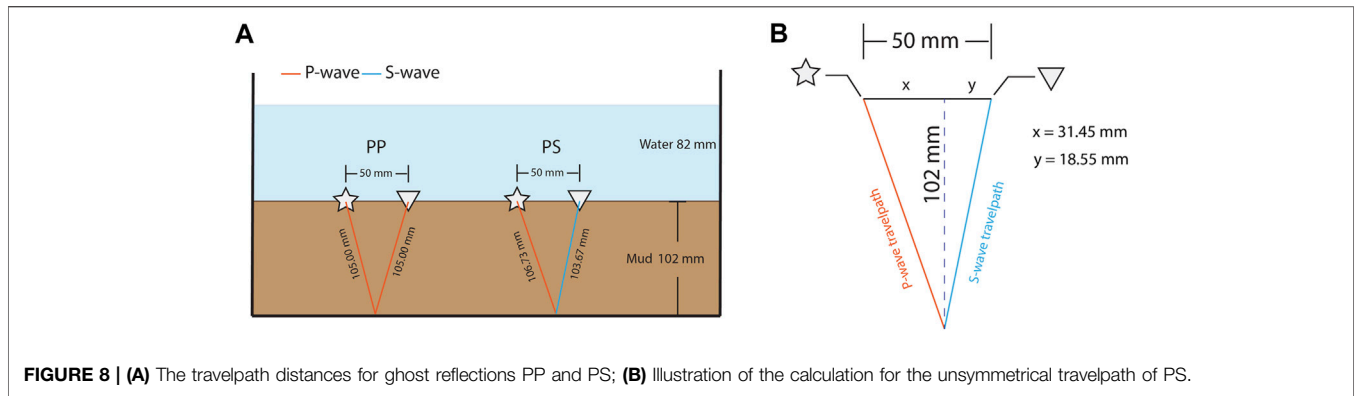 A
P-wave
S-wave
PP
PS
Water 82 mm
50 mm
50 mm
105.00 mm
105.00 mm
106.73 mm
103.67 mm
Mud 102 mm
B
50 mm
x
y
102 mm
x = 31.45 mm
y = 18.55 mm
P-wave travelpath
S-wave travelpath
FIGURE 8 | (A) The travelpath distances for ghost reflections PP and PS; (B) Illustration of the calculation for the unsymmetrical travelpath of PS.